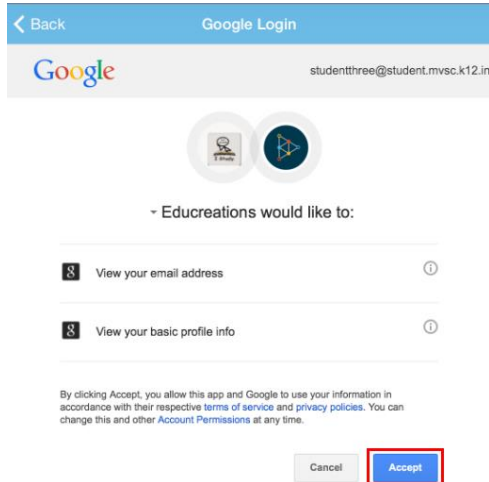 Back Google Login
Google studentthree@student.mvsc.k12.in
Educreations would like to:
8 View your email address
8 View your basic profile info
By clicking Accept, you allow this app and Google to use your information in
accordance with their respective terms of service and privacy policies. You can
change this and other Account Permissions at any time.
Cancel Accept